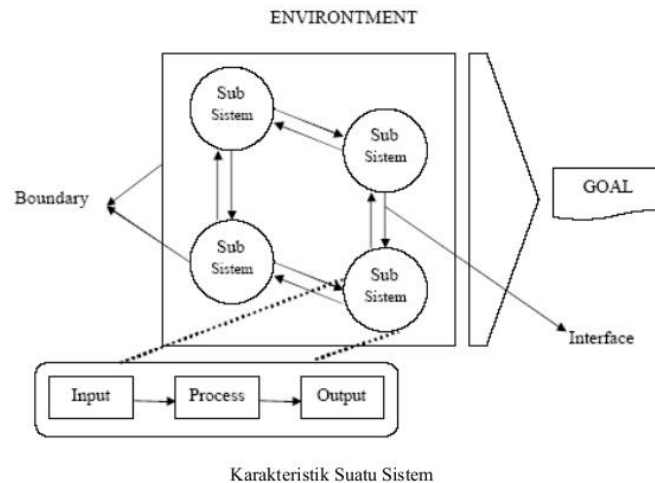 ENVIRONTMENT
Sub
Sistem
Sub
Sistem
GOAL
Boundary
Sub
Sistem
Sub
Sistem
Interface
Input
Process
Output
Karakteristik Suatu Sistem